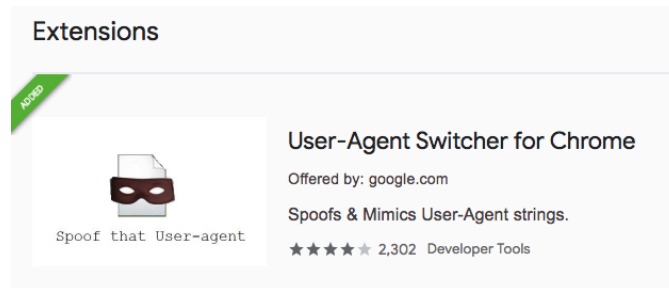 Extensions
ADDED
User-Agent Switcher for Chrome
Offered by: google.com
Spoofs & Mimics User-Agent strings.
Spoof that User-agent
2,302 Developer Tools